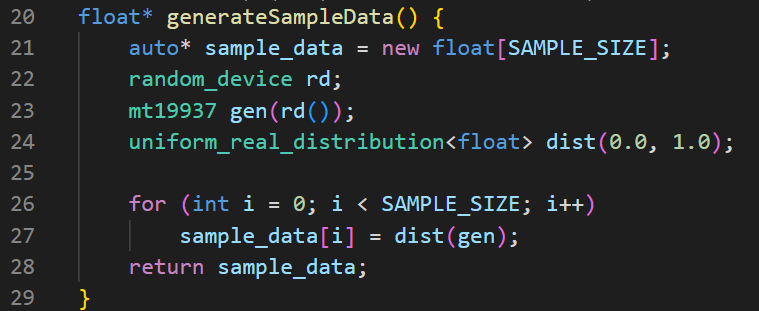 20 float* generateSampleData() {
21     auto* sample_data = new float[SAMPLE_SIZE];
22     random_device rd;
23     mt19937 gen(rd());
24     uniform_real_distribution<float> dist(0.0, 1.0);
25
26     for (int i = 0; i < SAMPLE_SIZE; i++)
27         sample_data[i] = dist(gen);
28     return sample_data;
29 }